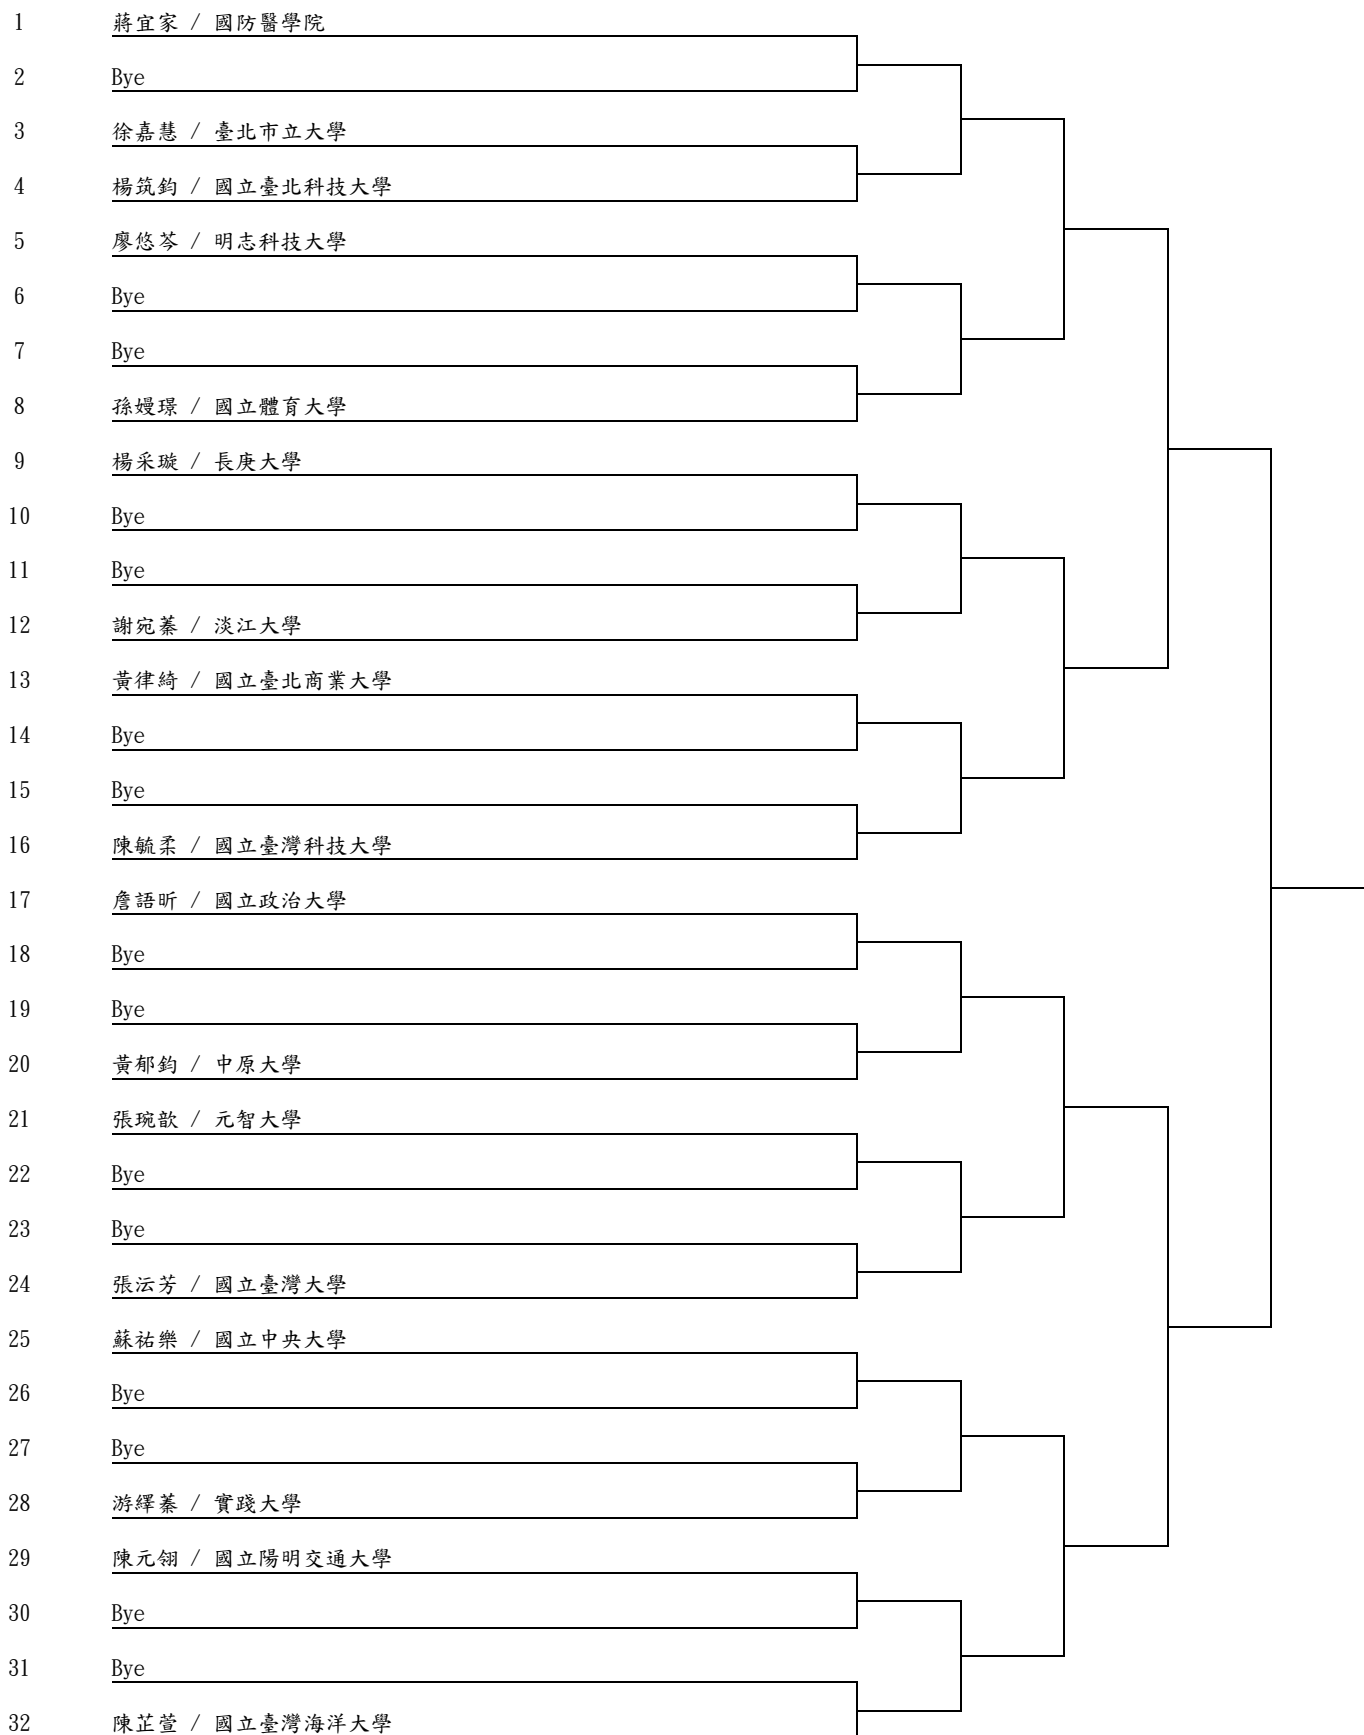 1 蔣宜家 / 國防醫學院
2 Bye
3 徐嘉慧 / 臺北市立大學
4 楊筑鈞 / 國立臺北科技大學
5 廖悠芩 / 明志科技大學
6 Bye
7 Bye
8 孫嫚璟 / 國立體育大學
9 楊采璇 / 長庚大學
10 Bye
11 Bye
12 謝宛蓁 / 淡江大學
13 黃律綺 / 國立臺北商業大學
14 Bye
15 Bye
16 陳毓柔 / 國立臺灣科技大學
17 詹語昕 / 國立政治大學
18 Bye
19 Bye
20 黃郁鈞 / 中原大學
21 張琬歆 / 元智大學
22 Bye
23 Bye
24 張沄芳 / 國立臺灣大學
25 蘇祐樂 / 國立中央大學
26 Bye
27 Bye
28 游繹蓁 / 實踐大學
29 陳元翎 / 國立陽明交通大學
30 Bye
31 Bye
32 陳芷萱 / 國立臺灣海洋大學